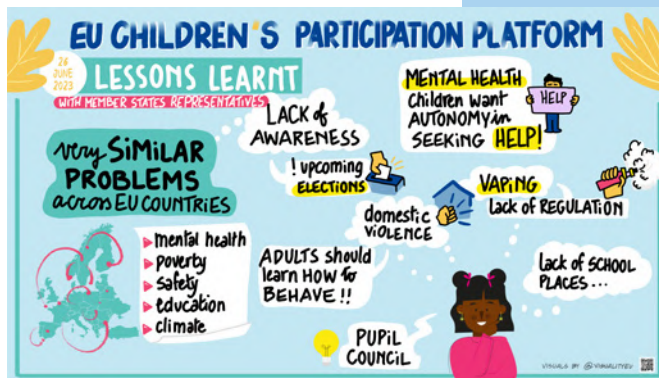 EU CHILDREN'S PARTICIPATION PLATFORM
26
JUNE
2023
LESSONS LEARNT
WITH MEMBER STATES REPRESENTATIVES
LACK of
AWARENESS
! upcoming
ELECTIONS
MENTAL HEALTH
children want
AUTONOMY in
SEEKING HELP!
HELP
very SiMiLAR
PROBLEMS
across EU COUNTRIES
VAPING
lack of REGULATION
domestic
violence
mental health
poverty
safety
education
climate
ADULTS should
learn HOW to
BEHAVE !!
lack of SCHOOL
PLACES...
PUPIL
COUNCIL
VISUALS BY @VISUALITYEU